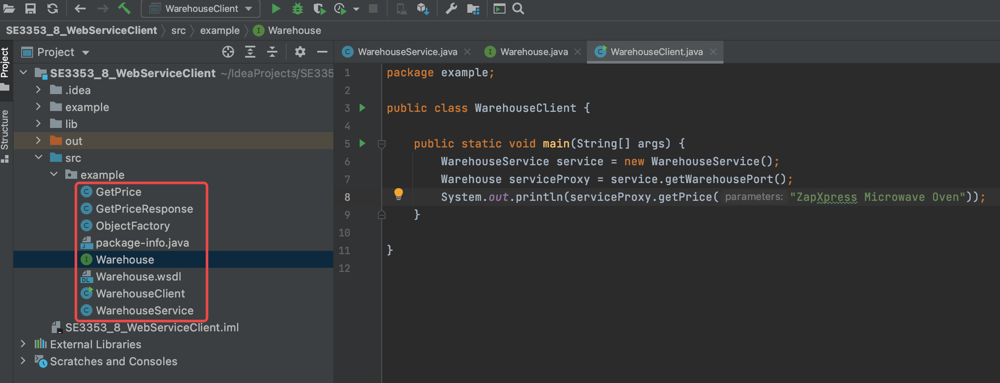 WarehouseClient
SE3353_8_WebServiceClient
src
example
I
Warehouse
Project
Structure
Project
SE3353_8_WebServiceClient ~/IdeaProjects/SE335
.idea
example
lib
out
src
example
C GetPrice
C GetPriceResponse
C ObjectFactory
J package-info.java
I Warehouse
DL Warehouse.wsdl
C WarehouseClient
C WarehouseService
SE3353_8_WebServiceClient.iml
External Libraries
Scratches and Consoles
C WarehouseService.java
I Warehouse.java
C WarehouseClient.java
1 package example;
2
3 public class WarehouseClient {
4
5 public static void main(String[] args) {
6 WarehouseService service = new WarehouseService();
7 Warehouse serviceProxy = service.getWarehousePort();
8 System.out.println(serviceProxy.getPrice( parameters: "ZapXpress Microwave Oven"));
9 }
10
11 }
12